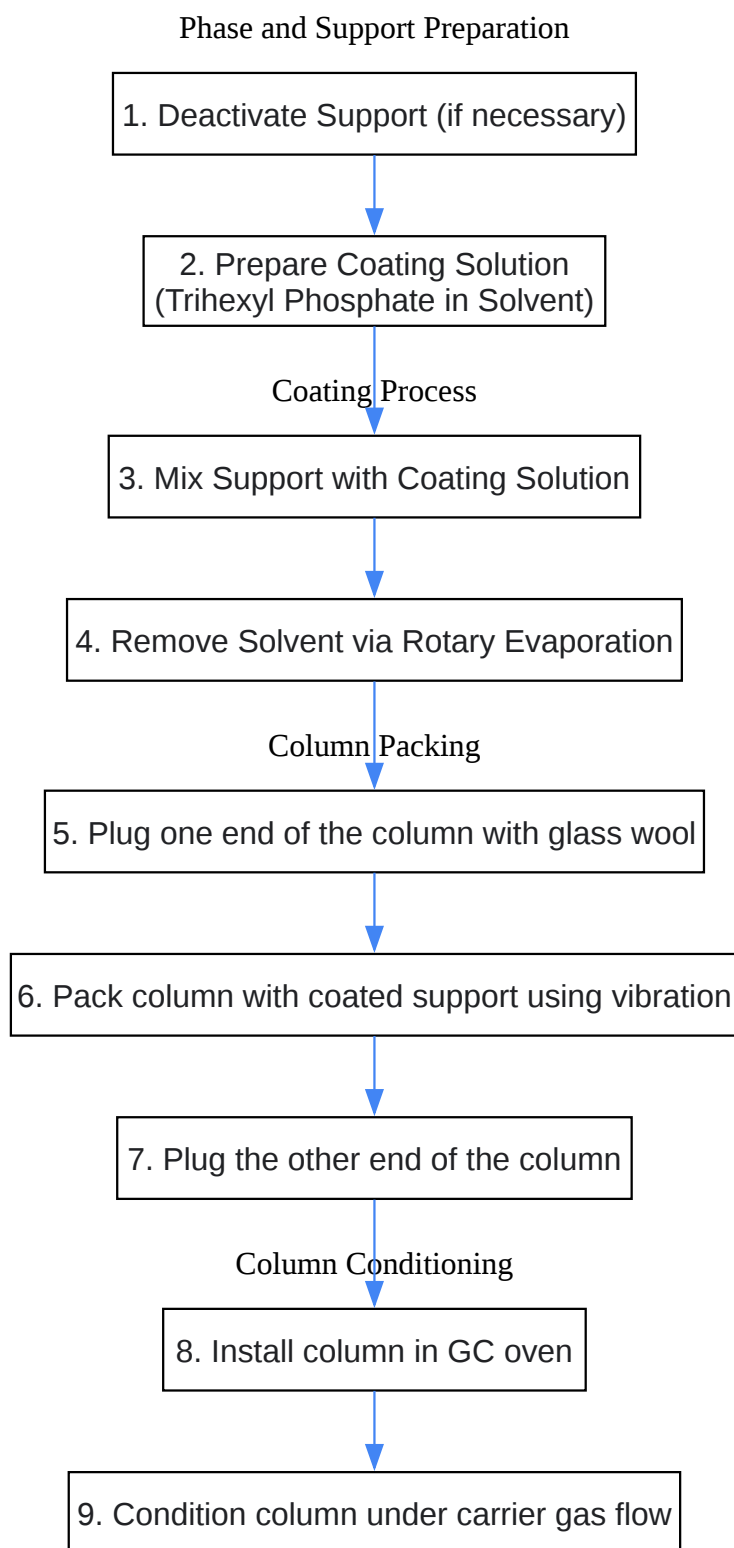 Phase and Support Preparation
1. Deactivate Support (if necessary)
2. Prepare Coating Solution
(Trihexyl Phosphate in Solvent)
Coating Process
3. Mix Support with Coating Solution
4. Remove Solvent via Rotary Evaporation
Column Packing
5. Plug one end of the column with glass wool
6. Pack column with coated support using vibration
7. Plug the other end of the column
Column Conditioning
8. Install column in GC oven
9. Condition column under carrier gas flow